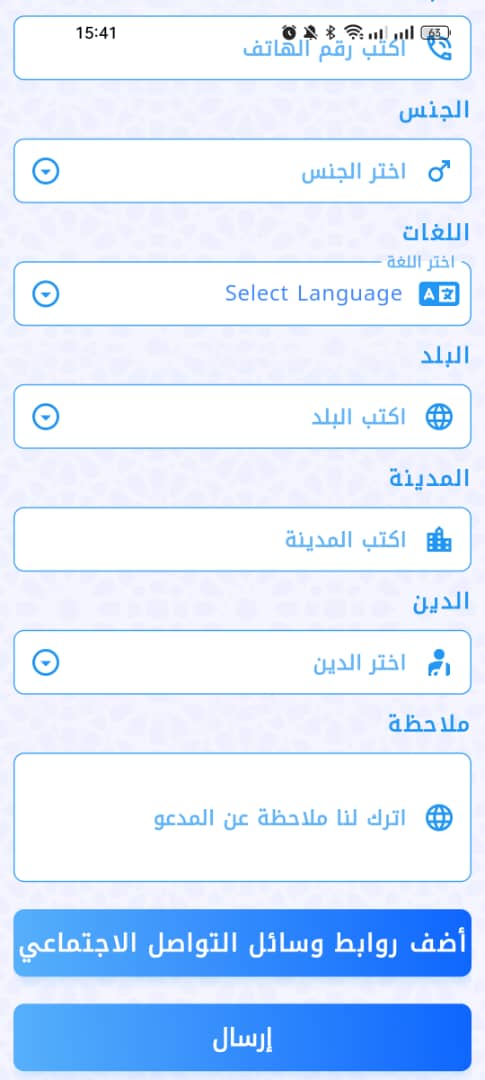 15:41
63
اكتب رقم الهاتف
الجنس
اختر الجنس
اللغات
اختر اللغة
Select Language
البلد
اكتب البلد
المدينة
اكتب المدينة
الدين
اختر الدين
ملاحظة
اترك لنا ملاحظة عن المدعو
أضف روابط وسائل التواصل الاجتماعي
إرسال